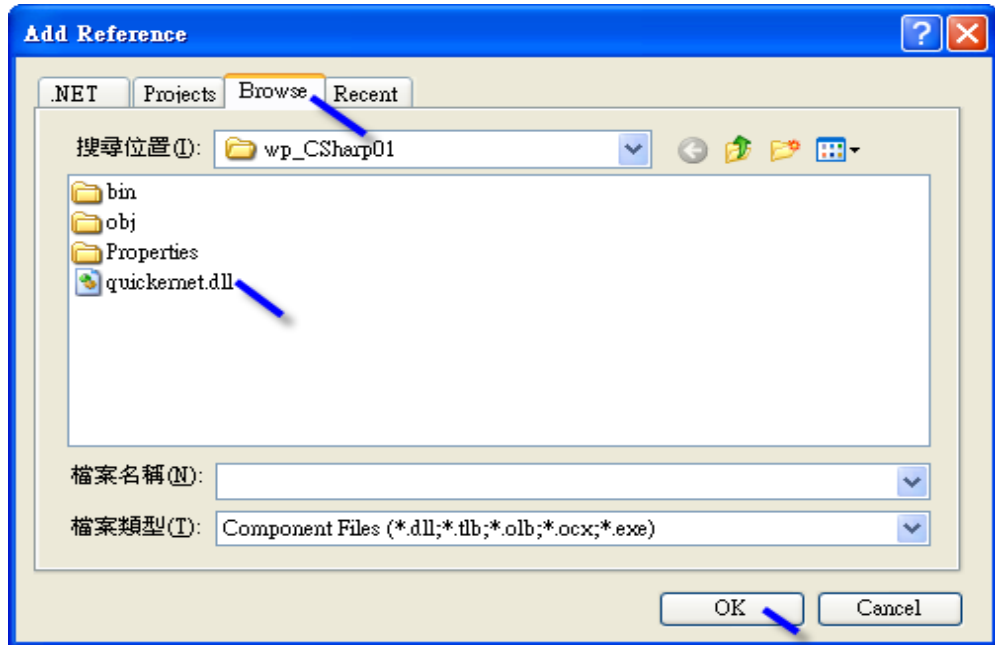 Add Reference
.NET Projects Browse Recent
搜尋位置(I): wp_CSharp01
bin
obj
Properties
quickernet.dll
檔案名稱(N):
檔案類型(T): Component Files (*.dll;*.tlb;*.olb;*.ocx;*.exe)
OK Cancel